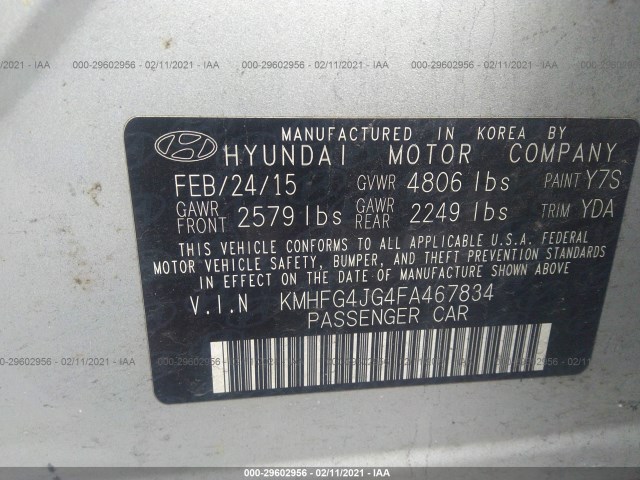 000-29602956 - 02/11/2021 - IAA 000-29602956 - 02/11/2021 - IAA 000-29602956 - 02/11/2021 - IAA
MANUFACTURED IN KOREA BY
HYUNDAI MOTOR COMPANY
FEB/24/15 GVWR 4806 lbs PAINT Y7S
GAWR FRONT 2579 lbs GAWR REAR 2249 lbs TRIM YDA
THIS VEHICLE CONFORMS TO ALL APPLICABLE U.S.A. FEDERAL
MOTOR VEHICLE SAFETY, BUMPER, AND THEFT PREVENTION STANDARDS
IN EFFECT ON THE DATE OF MANUFACTURE SHOWN ABOVE.
V.I.N KMHFG4JG4FA467834
PASSENGER CAR
000-29602956 - 02/11/2021 - IAA